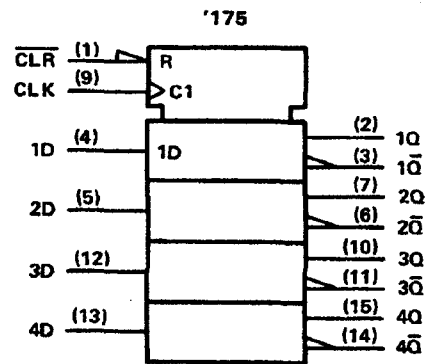 '175
C̅L̅R̅ (1) R
CLK (9) C1
(2) 1Q
1D (4) 1D
(3) 1Q̅
(7) 2Q
2D (5)
(6) 2Q̅
(10) 3Q
3D (12)
(11) 3Q̅
(15) 4Q
4D (13)
(14) 4Q̅